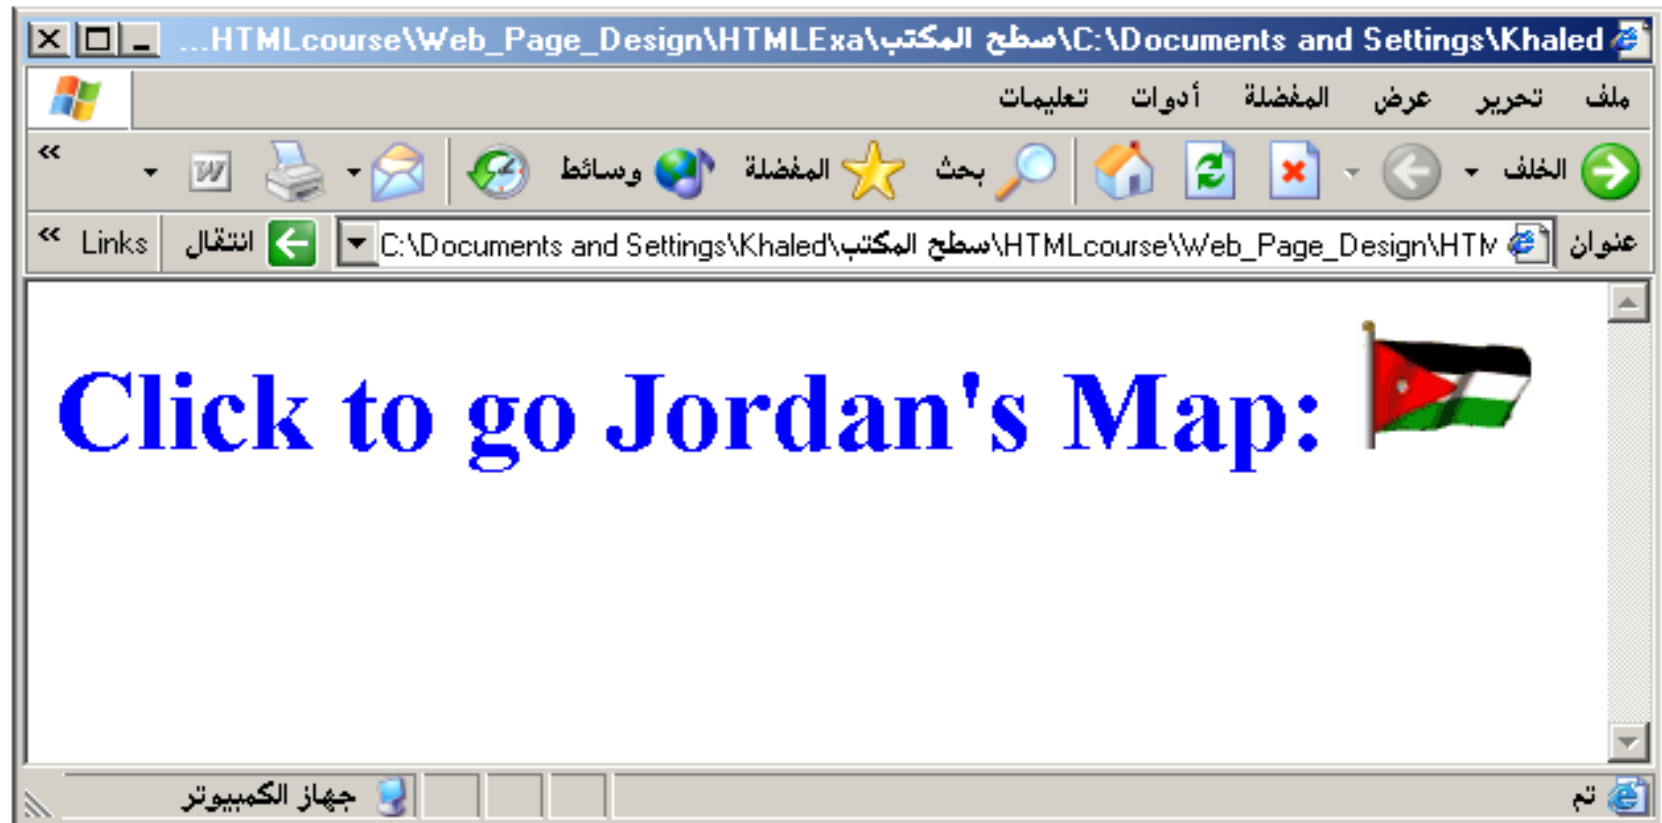 C:\Documents and Settings\Khaled\سطح المكتب\HTMLcourse\Web_Page_Design\HTMLExa...
ملف تحرير عرض المفضلة أدوات تعليمات
الخلف بحث المفضلة وسائط W »
عنوان C:\Documents and Settings\Khaled\سطح المكتب\HTMLcourse\Web_Page_Design\HTM انتقال Links »
Click to go Jordan's Map:
تم جهاز الكمبيوتر